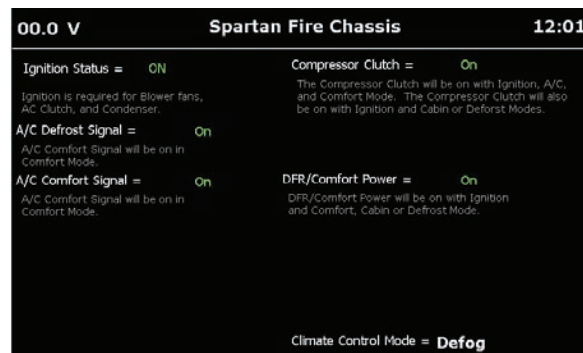 00.0 V Spartan Fire Chassis 12:01
Ignition Status = ON
Ignition is required for Blower fans,
AC Clutch, and Condenser.
A/C Defrost Signal = On
A/C Comfort Signal will be on in
Comfort Mode.
A/C Comfort Signal = On
A/C Comfort Signal will be on in
Comfort Mode.
Compressor Clutch = On
The Compressor Clutch will be on with Ignition, A/C,
and Comfort Mode. The Compressor Clutch will also
be on with Ignition and Cabin or Deforst Modes.
DFR/Comfort Power = On
DFR/Comfort Power will be on with Ignition
and Comfort, Cabin or Defrost Mode.
Climate Control Mode = Defog